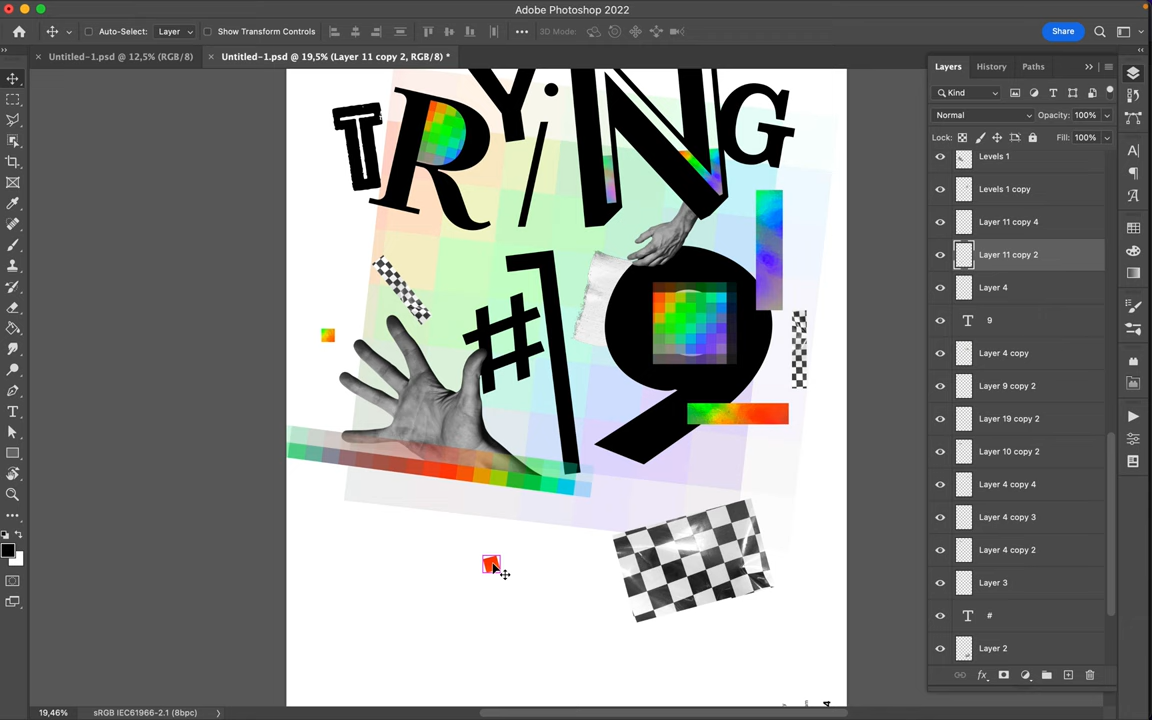 Adobe Photoshop 2022
Auto-Select: Layer Show Transform Controls ••• 3D Mode: Share
Untitled-1.psd @ 12,5% (RGB/8) Untitled-1.psd @ 19,5% (Layer 11 copy 2, RGB/8) *
Layers History Paths
Kind
Normal Opacity: 100%
Lock: Fill: 100%
Levels 1
Levels 1 copy
Layer 11 copy 4
Layer 11 copy 2
Layer 4
T 9
Layer 4 copy
Layer 9 copy 2
Layer 19 copy 2
Layer 10 copy 2
Layer 4 copy 4
Layer 4 copy 3
Layer 4 copy 2
Layer 3
T #
Layer 2
TRYING
#19
19,46% sRGB IEC61966-2.1 (8bpc)